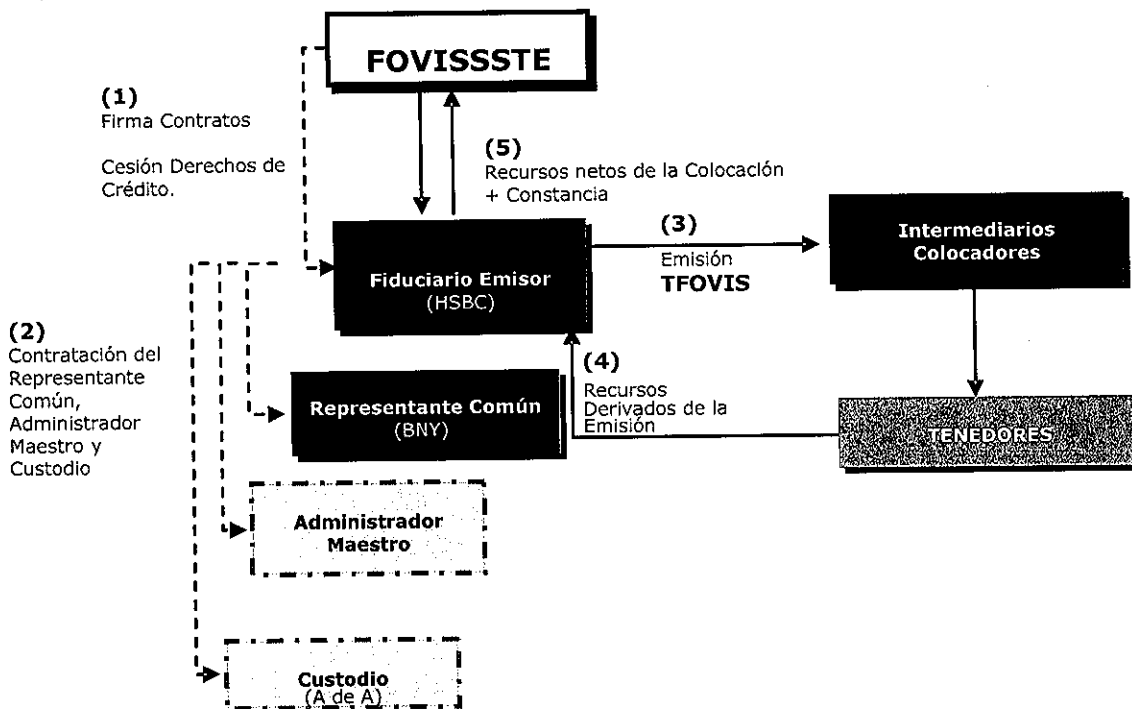 FOVISSSTE
(1)
Firma Contratos
Cesión Derechos de
Crédito.
(5)
Recursos netos de la Colocación
+ Constancia
Fiduciario Emisor
(HSBC)
(3)
Emisión
TFOVIS
Intermediarios
Colocadores
(2)
Contratación del
Representante
Común,
Administrador
Maestro y
Custodio
Representante Común
(BNY)
(4)
Recursos
Derivados de la
Emisión
TENEDORES
Administrador
Maestro
Custodio
(A de A)